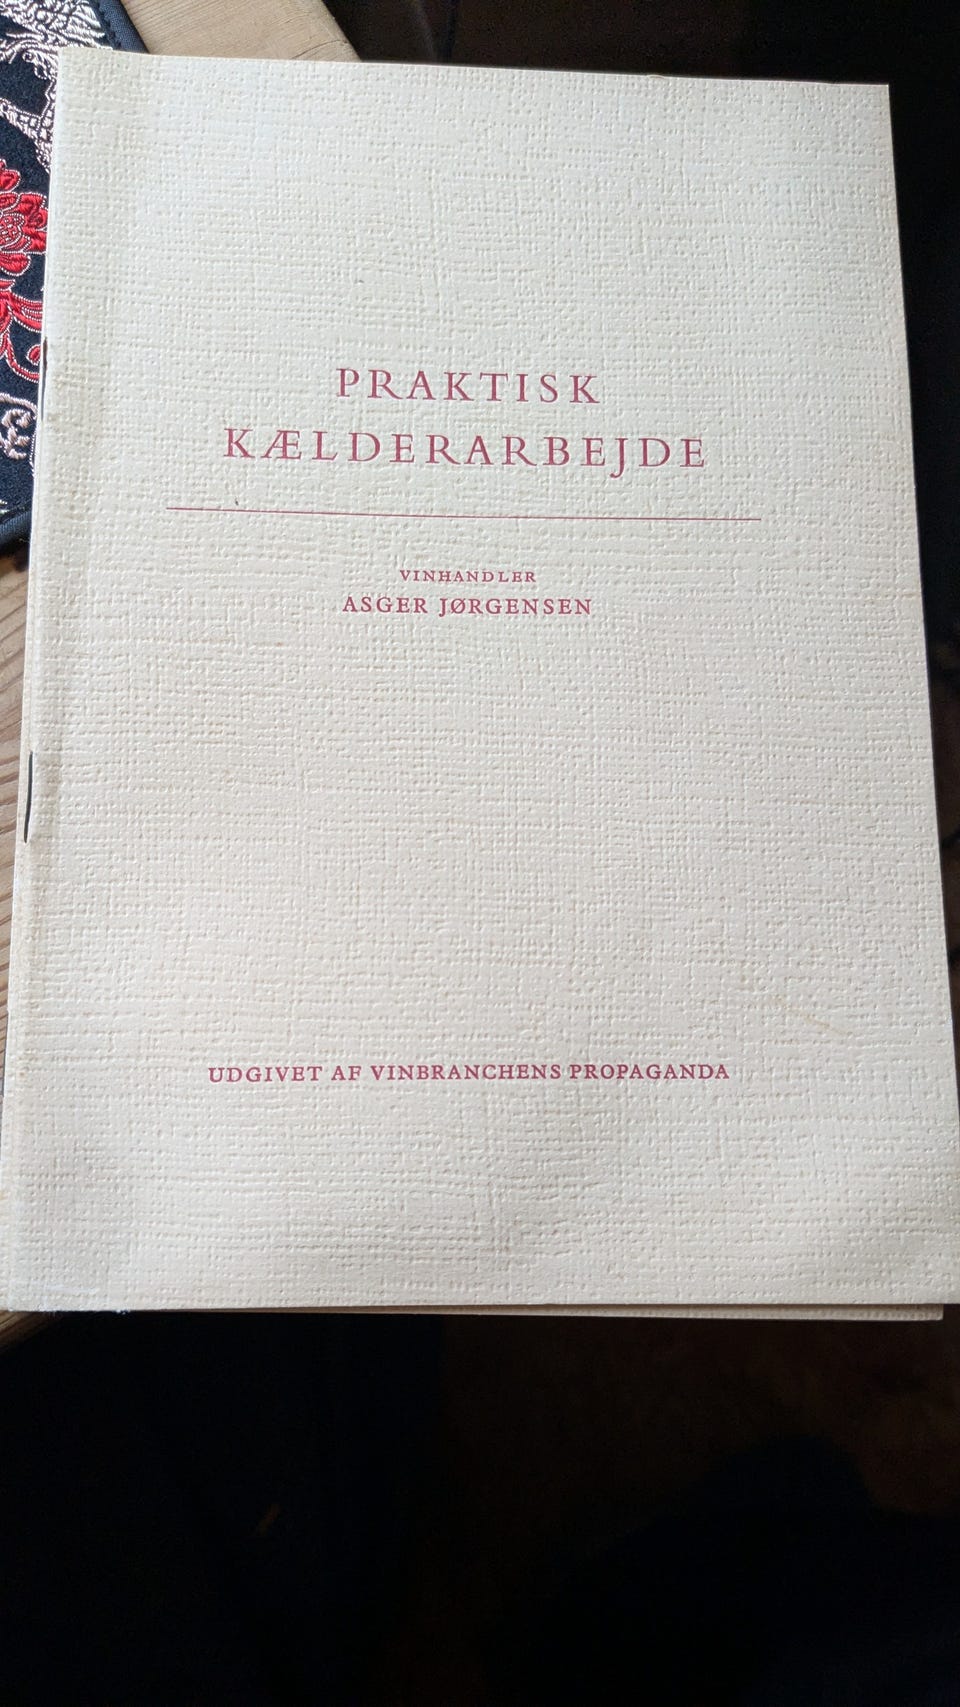 PRAKTISK
KÆLDERARBEJDE
VINHANDLER
ASGER JØRGENSEN
UDGIVET AF VINBRANCHENS PROPAGANDA